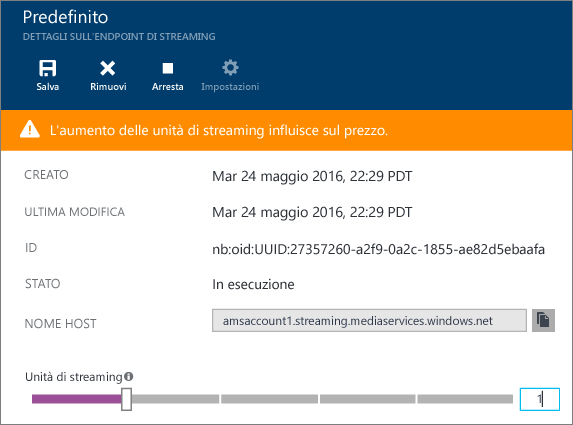 Predefinito
DETTAGLI SULL'ENDPOINT DI STREAMING
Salva Rimuovi Arresta Impostazioni
L'aumento delle unità di streaming influisce sul prezzo.
CREATO Mar 24 maggio 2016, 22:29 PDT
ULTIMA MODIFICA Mar 24 maggio 2016, 22:29 PDT
ID nb:oid:UUID:27357260-a2f9-0a2c-1855-ae82d5ebaafa
STATO In esecuzione
NOME HOST amsaccount1.streaming.mediaservices.windows.net
Unità di streaming
1